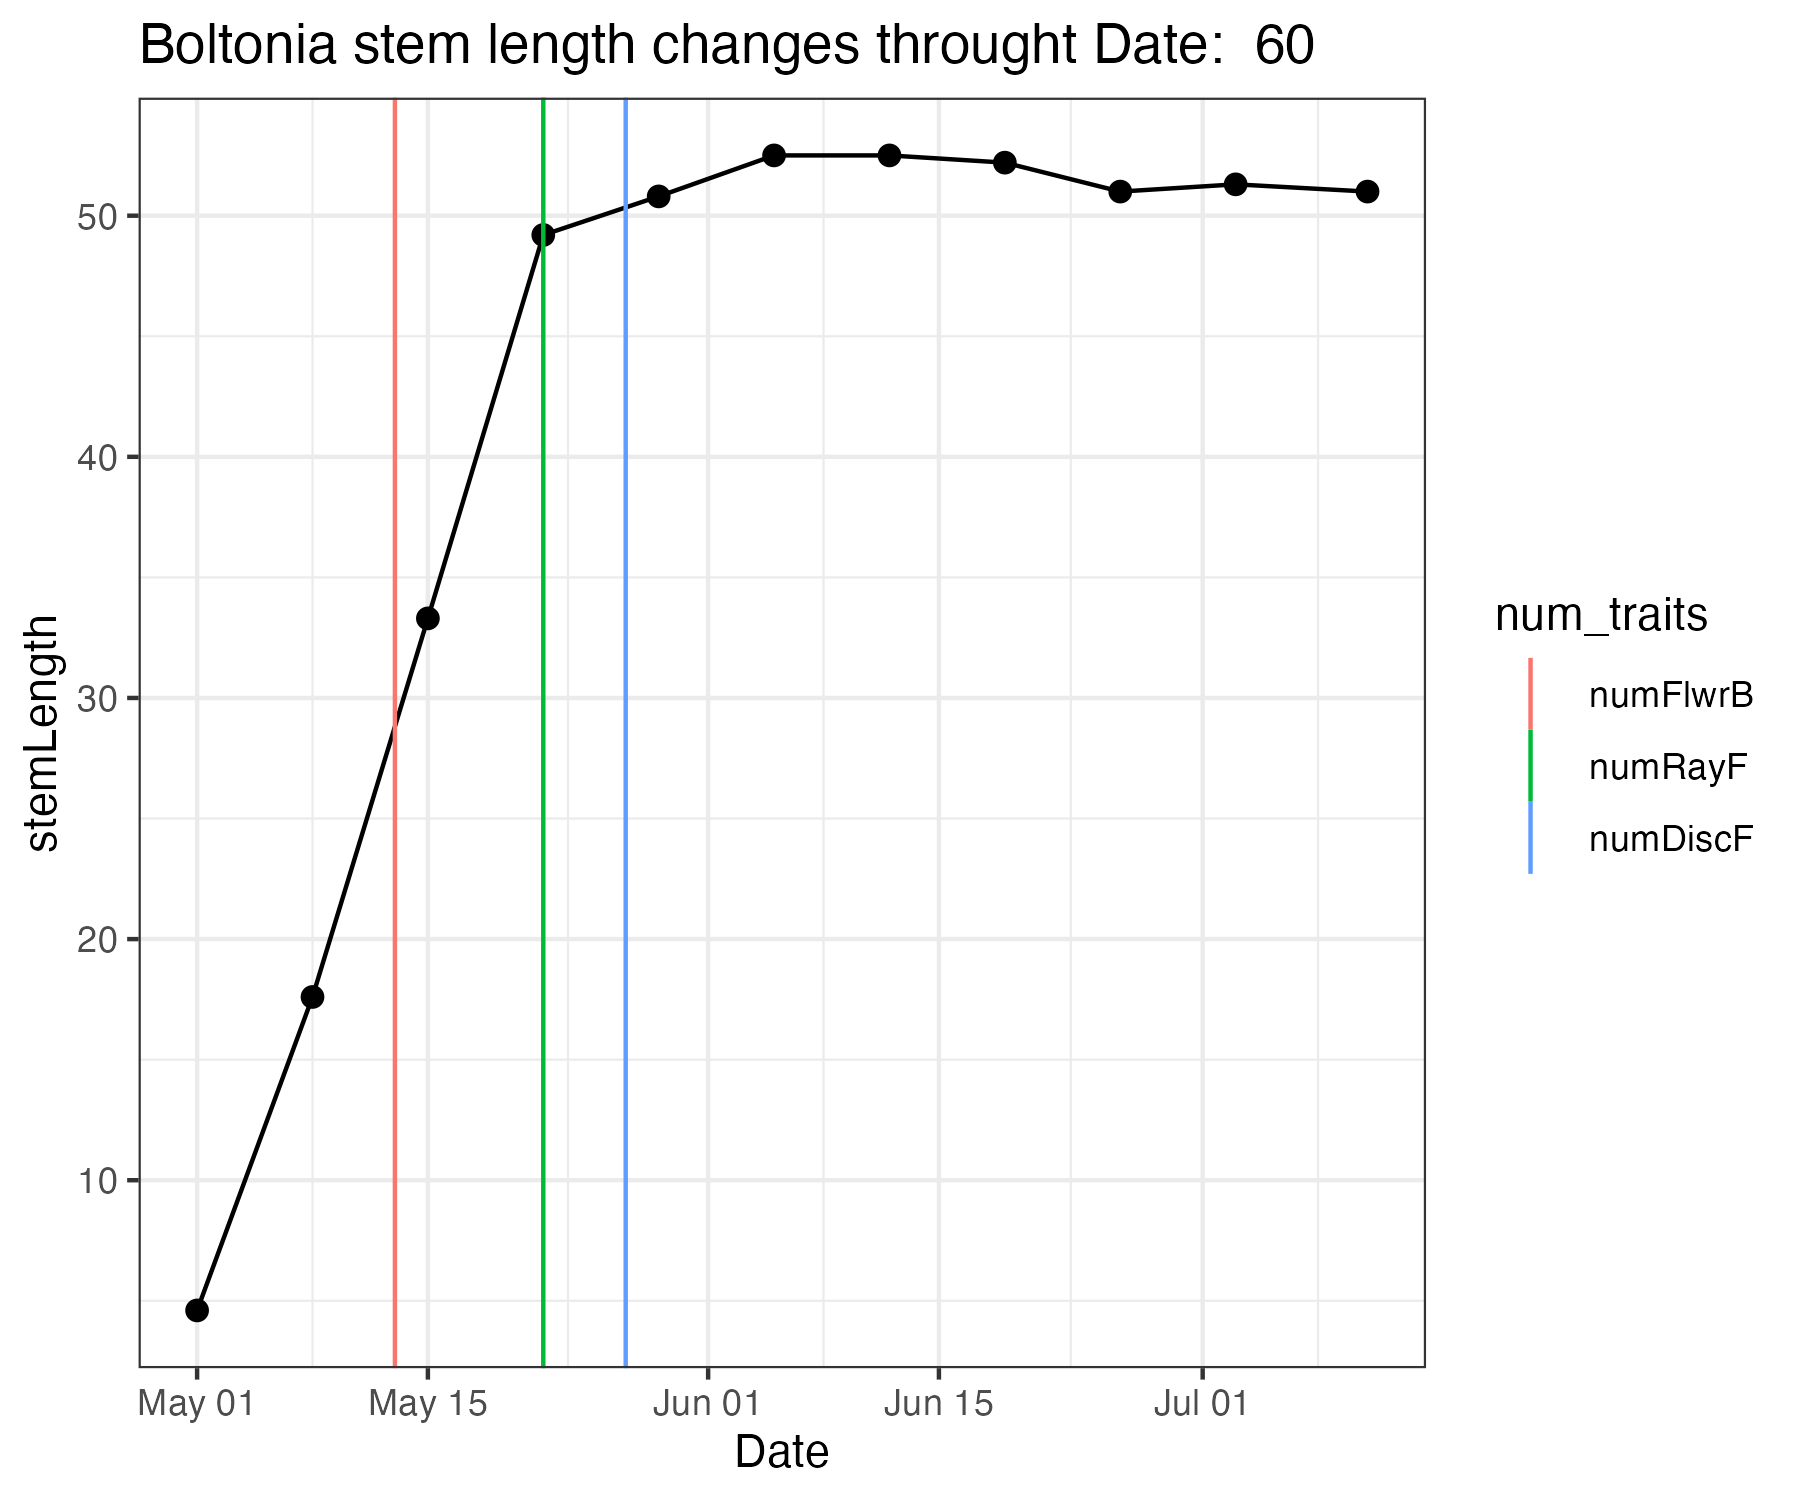 Boltonia stem length changes throught Date:  60
stemLength
50
40
30
20
10
May 01
May 15
Jun 01
Jun 15
Jul 01
Date
num_traits
numFlwrB
numRayF
numDiscF